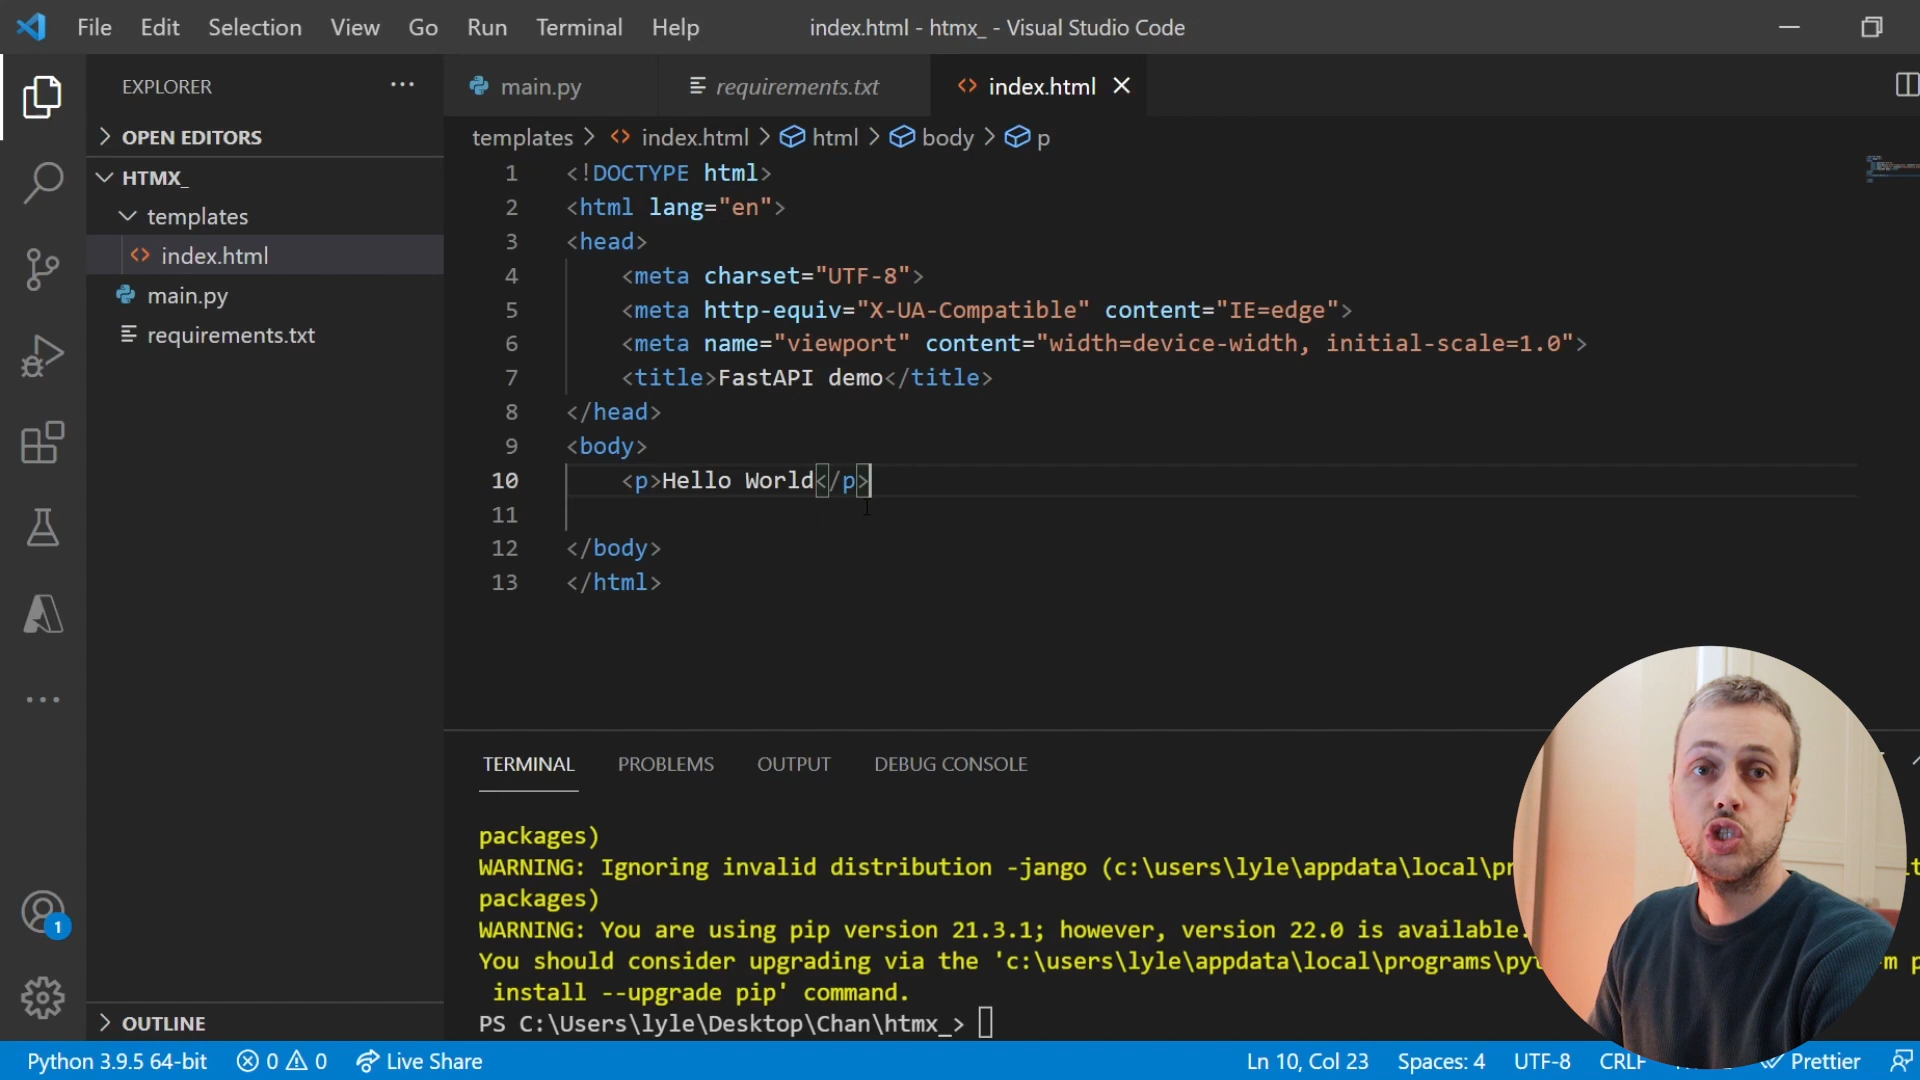 File Edit Selection View Go Run Terminal Help
index.html - htmx_ - Visual Studio Code
EXPLORER
OPEN EDITORS
HTMX_
templates
index.html
main.py
requirements.txt
OUTLINE
main.py
requirements.txt
index.html
templates > index.html > html > body > p
1 <!DOCTYPE html>
2 <html lang="en">
3 <head>
4 <meta charset="UTF-8">
5 <meta http-equiv="X-UA-Compatible" content="IE=edge">
6 <meta name="viewport" content="width=device-width, initial-scale=1.0">
7 <title>FastAPI demo</title>
8 </head>
9 <body>
10 <p>Hello World</p>
11
12 </body>
13 </html>
TERMINAL PROBLEMS OUTPUT DEBUG CONSOLE
packages)
WARNING: Ignoring invalid distribution -jango (c:\users\lyle\appdata\local\pr
packages)
WARNING: You are using pip version 21.3.1; however, version 22.0 is available.
You should consider upgrading via the 'c:\users\lyle\appdata\local\programs\py
install --upgrade pip' command.
PS C:\Users\lyle\Desktop\Chan\htmx_>
1
Python 3.9.5 64-bit 0 0 Live Share Ln 10, Col 23 Spaces: 4 UTF-8 CRLF Prettier